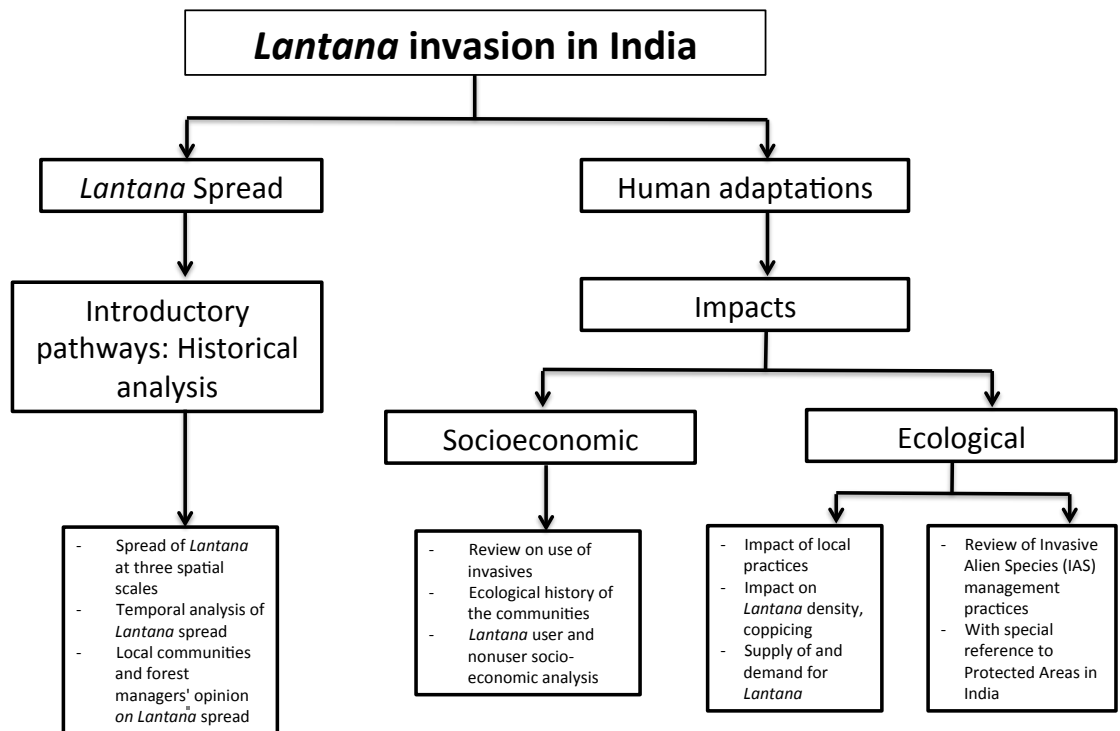 Lantana invasion in India
Lantana Spread
Human adaptations
Introductory
pathways: Historical
analysis
Impacts
Socioeconomic
Ecological
- Spread of Lantana
at three spatial
scales
- Temporal analysis of
Lantana spread
- Local communities
and forest
managers' opinion
on Lantana spread
- Review on use of
invasives
- Ecological history of
the communities
- Lantana user and
nonuser socio-
economic analysis
- Impact of local
practices
- Impact on
Lantana density,
coppicing
- Supply of and
demand for
Lantana
- Review of Invasive
Alien Species (IAS)
management
practices
- With special
reference to
Protected Areas in
India